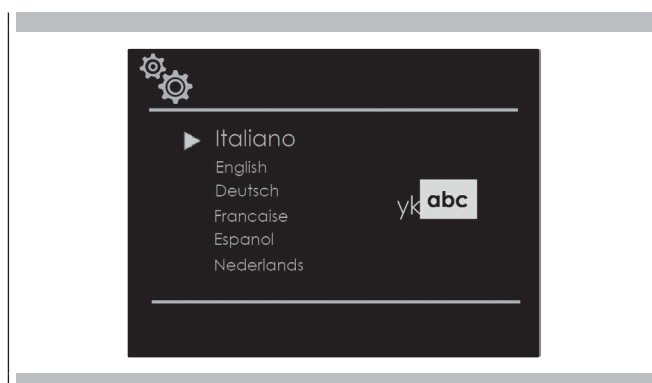 Italiano
English
Deutsch
Francaise
yk abc
Espanol
Nederlands